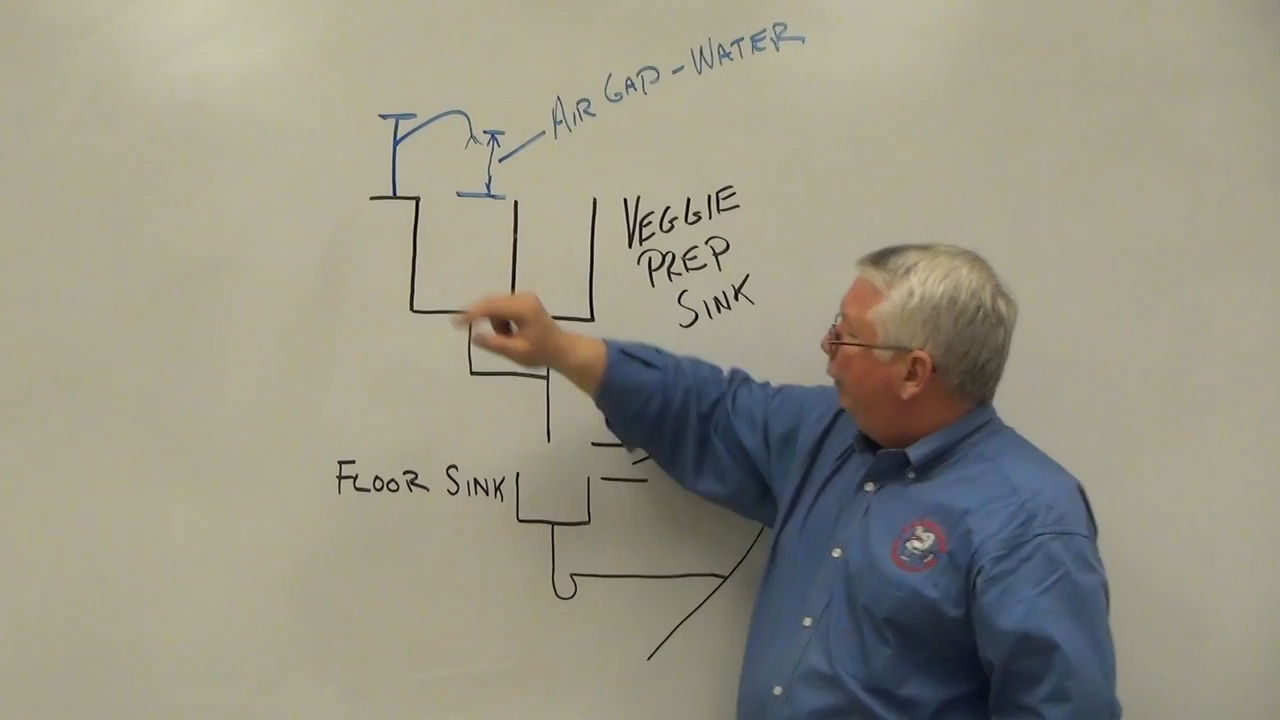 AIR GAP - WATER
VEGGIE
PREP
SINK
FLOOR SINK